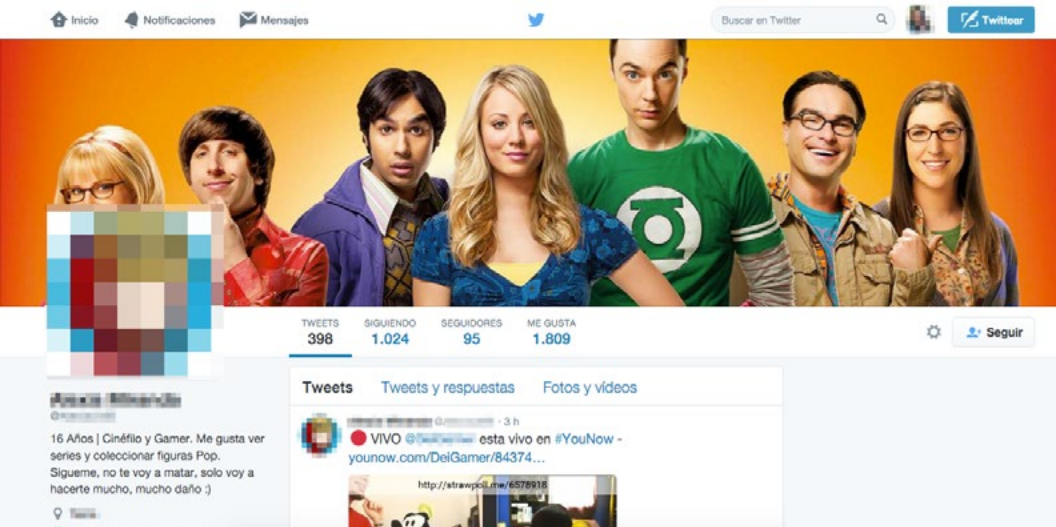 Inicio
Notificaciones
Mensajes
Buscar en Twitter
Twittear
TWEETS
398
SIGUIENDO
1.024
SEGUIDORES
95
ME GUSTA
1.809
Seguir
16 Años | Cinéfilo y Gamer. Me gusta ver
series y coleccionar figuras Pop.
Sigueme, no te voy a matar, solo voy a
hacerte mucho, mucho daño :)
Tweets
Tweets y respuestas
Fotos y vídeos
· 3 h
VIVO @ esta vivo en #YouNow -
younow.com/DeiGamer/84374...
http://strawpoll.me/6578918